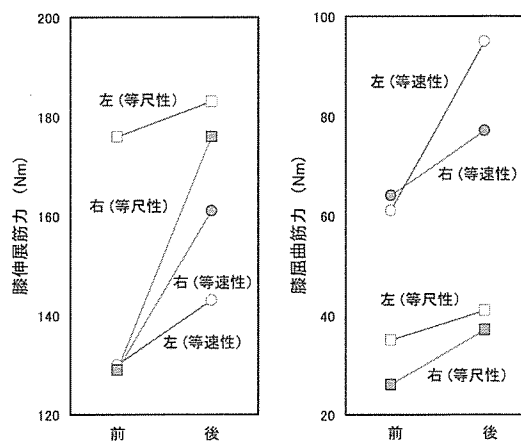 膝伸展筋力 (Nm)
200
180
160
140
120
左 (等尺性)
右 (等尺性)
右 (等速性)
左 (等速性)
前
後
膝屈曲筋力 (Nm)
100
80
60
40
20
左 (等速性)
右 (等速性)
左 (等尺性)
右 (等尺性)
前
後